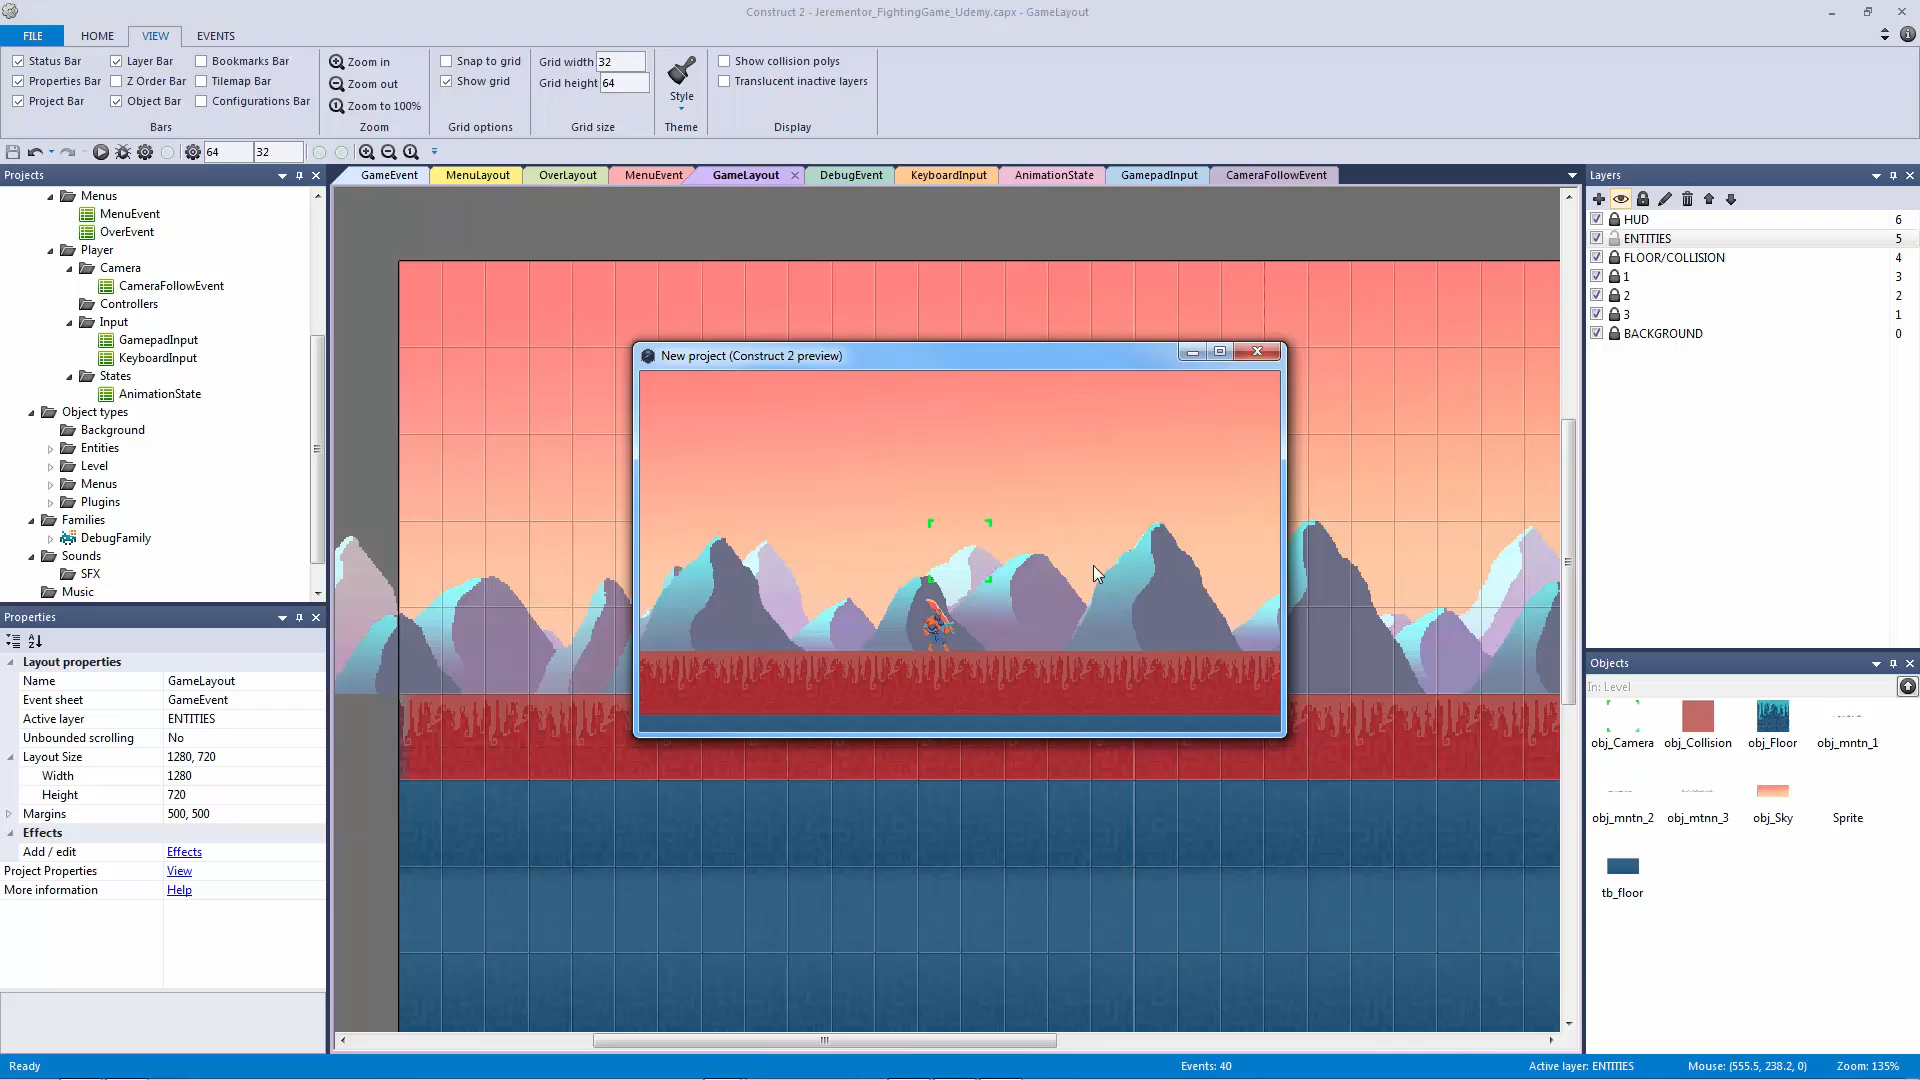 Construct 2 - Jerementor_FightingGame_Udemy.capx - GameLayout
FILE HOME VIEW EVENTS
Status Bar Layer Bar Bookmarks Bar
Properties Bar Z Order Bar Tilemap Bar
Project Bar Object Bar Configurations Bar
Bars
Zoom in
Zoom out
Zoom to 100%
Zoom
Snap to grid
Show grid
Grid options
Grid width 32
Grid height 64
Grid size
Style
Theme
Show collision polys
Translucent inactive layers
Display
64 32
Projects
Menus
MenuEvent
OverEvent
Player
Camera
CameraFollowEvent
Controllers
Input
GamepadInput
KeyboardInput
States
AnimationState
Object types
Background
Entities
Level
Menus
Plugins
Families
DebugFamily
Sounds
SFX
Music
Properties
Layout properties
Name GameLayout
Event sheet GameEvent
Active layer ENTITIES
Unbounded scrolling No
Layout Size 1280, 720
Width 1280
Height 720
Margins 500, 500
Effects
Add / edit Effects
Project Properties View
More information Help
GameEvent MenuLayout OverLayout MenuEvent GameLayout DebugEvent KeyboardInput AnimationState GamepadInput CameraFollowEvent
New project (Construct 2 preview)
Layers
HUD 6
ENTITIES 5
FLOOR/COLLISION 4
1 3
2 2
3 1
BACKGROUND 0
Objects
In: Level
obj_Camera obj_Collision obj_Floor obj_mntn_1
obj_mntn_2 obj_mtnn_3 obj_Sky Sprite
tb_floor
Ready Events: 40 Active layer: ENTITIES Mouse: (555.5, 238.2, 0) Zoom: 135%